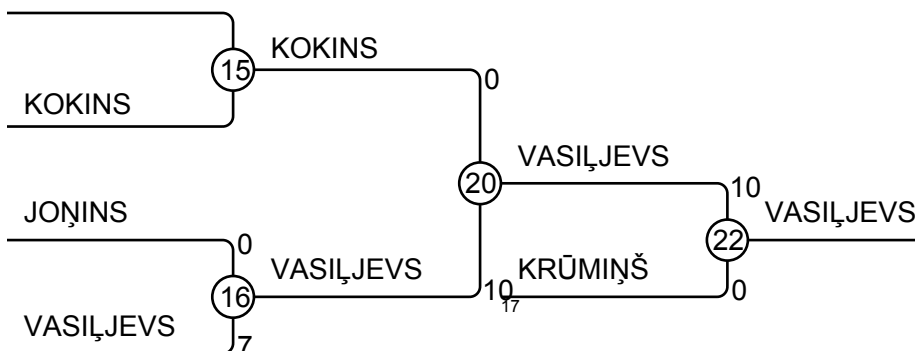 KOKINS
15
0
KOKINS
VASIĻJEVS
20
10
JOŅINS
VASIĻJEVS
0
22
VASIĻJEVS
KRŪMIŅŠ
16
10
17
0
VASIĻJEVS
7